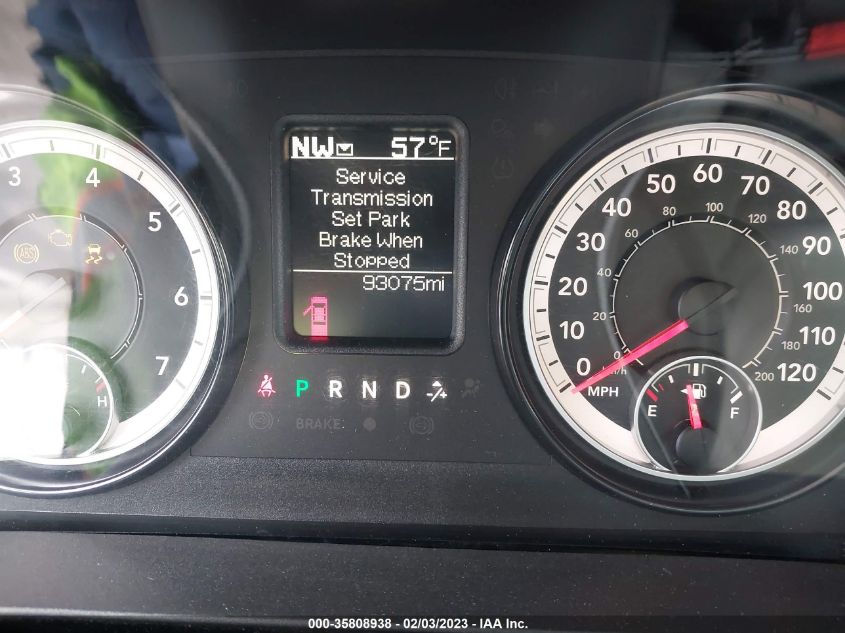 NW 57°F
Service
Transmission
Set Park
Brake When
Stopped
93075mi
3 4 5 6 7
ABS
H
P R N D
BRAKE
0 10 20 30 40 50 60 70 80 90 100 110 120
MPH
0 20 40 60 80 100 120 140 160 180 200
E F
000-35808938 - 02/03/2023 - © IAA, Inc.